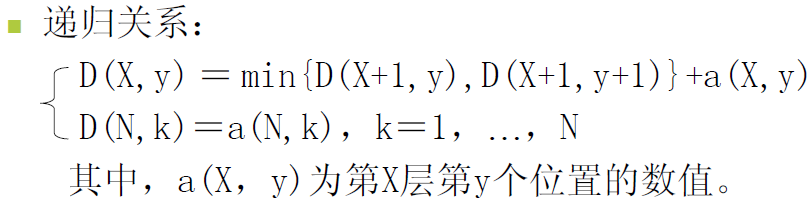 递归关系：
D(X,y)＝min{D(X+1,y),D(X+1,y+1)}+a(X,y)
D(N,k)＝a(N,k)，k＝1，…，N
其中，a(X，y)为第X层第y个位置的数值。